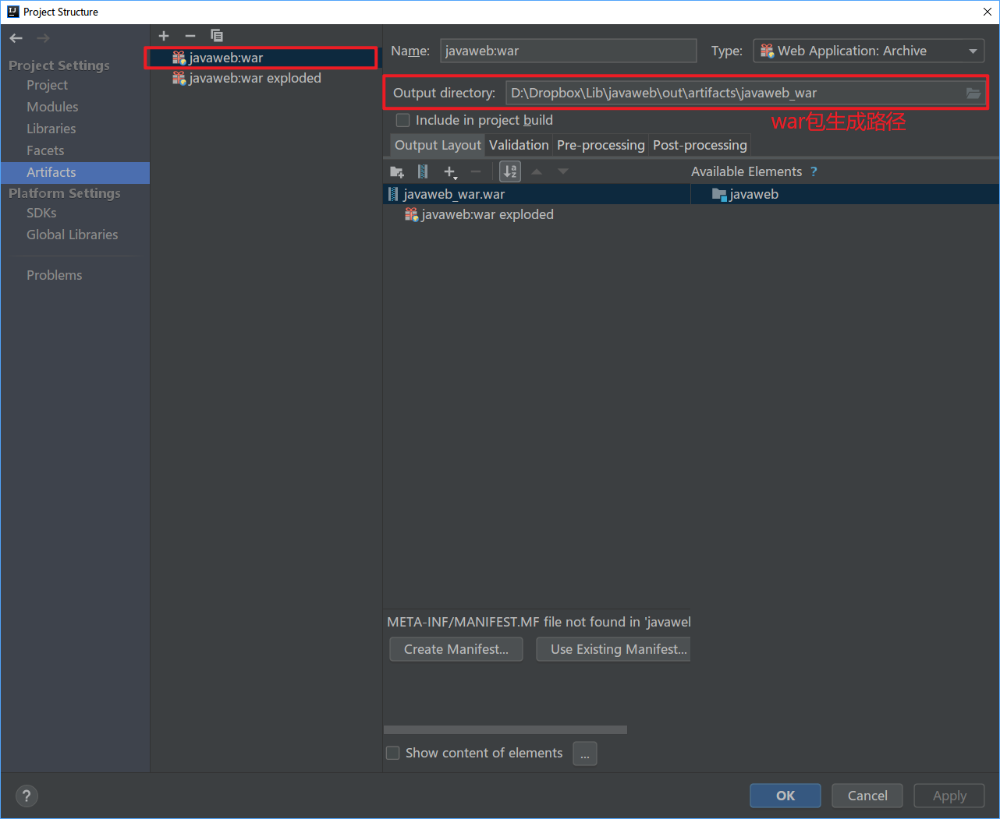 Project Structure
Project Settings
Project
Modules
Libraries
Facets
Artifacts
Platform Settings
SDKs
Global Libraries
Problems
javaweb:war
javaweb:war exploded
Name: javaweb:war Type: Web Application: Archive
Output directory: D:\Dropbox\Lib\javaweb\out\artifacts\javaweb_war
Include in project build
war包生成路径
Output Layout Validation Pre-processing Post-processing
Available Elements ?
javaweb_war.war
javaweb
javaweb:war exploded
META-INF/MANIFEST.MF file not found in 'javawel
Create Manifest... Use Existing Manifest...
Show content of elements ...
? OK Cancel Apply